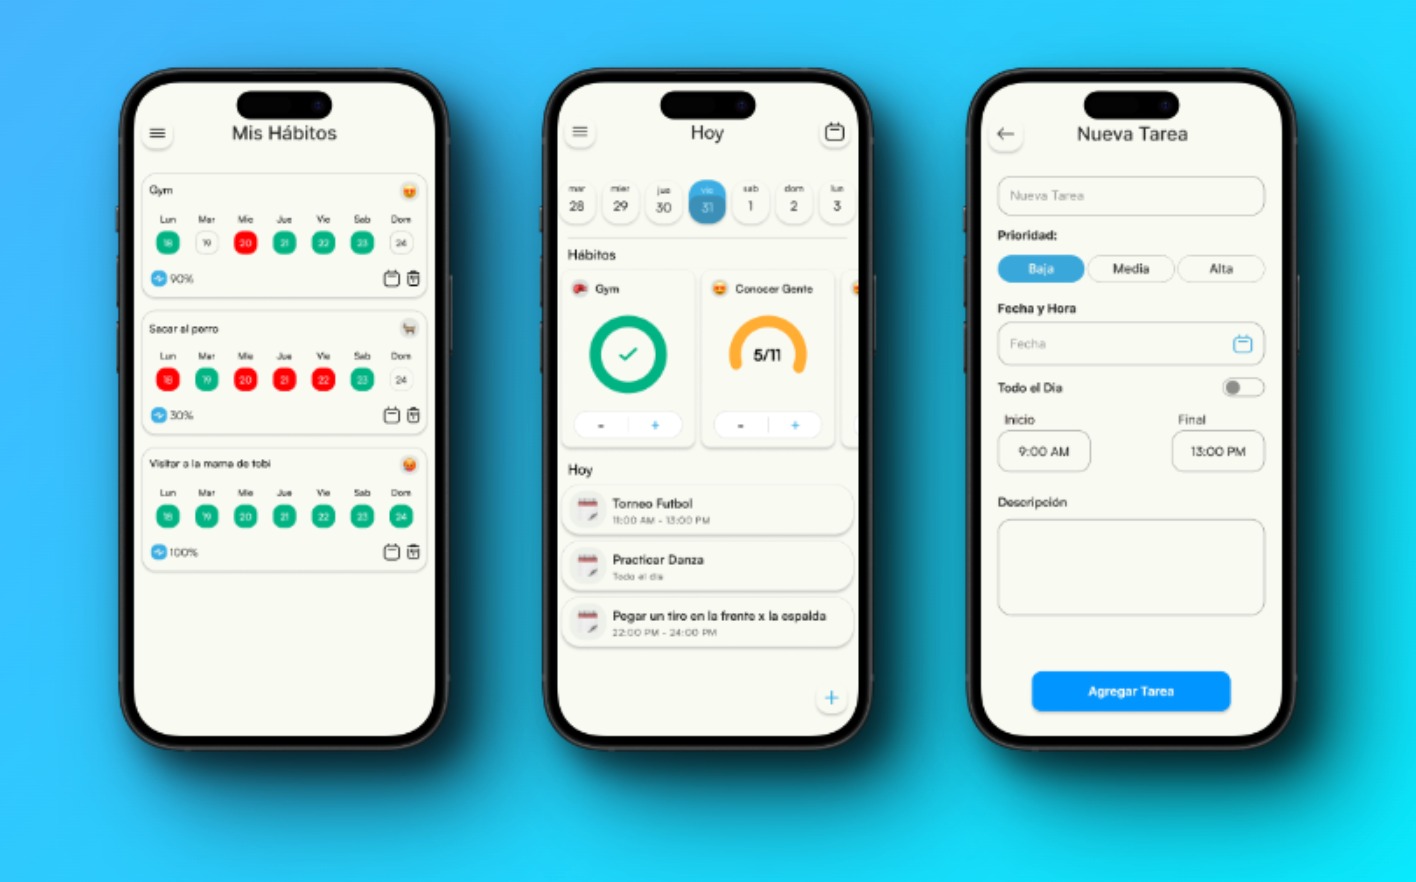 Mis Hábitos
Gym
Lun Mar Mie Jue Vie Sab Dom
18 19 20 21 22 23 24
90%
Sacar al perro
Lun Mar Mie Jue Vie Sab Dom
18 19 20 21 22 23 24
30%
Visitar a la mama de tobi
Lun Mar Mie Jue Vie Sab Dom
18 19 20 21 22 23 24
100%
Hoy
mar mier jue vie sab dom lun
28 29 30 31 1 2 3
Hábitos
Gym Conocer Gente
5/11
- + - +
Hoy
Torneo Futbol
11:00 AM - 13:00 PM
Practicar Danza
Todo el dia
Pegar un tiro en la frente x la espalda
22:00 PM - 24:00 PM
+
Nueva Tarea
Nueva Tarea
Prioridad:
Baja Media Alta
Fecha y Hora
Fecha
Todo el Dia
Inicio Final
9:00 AM 13:00 PM
Descripción
Agregar Tarea